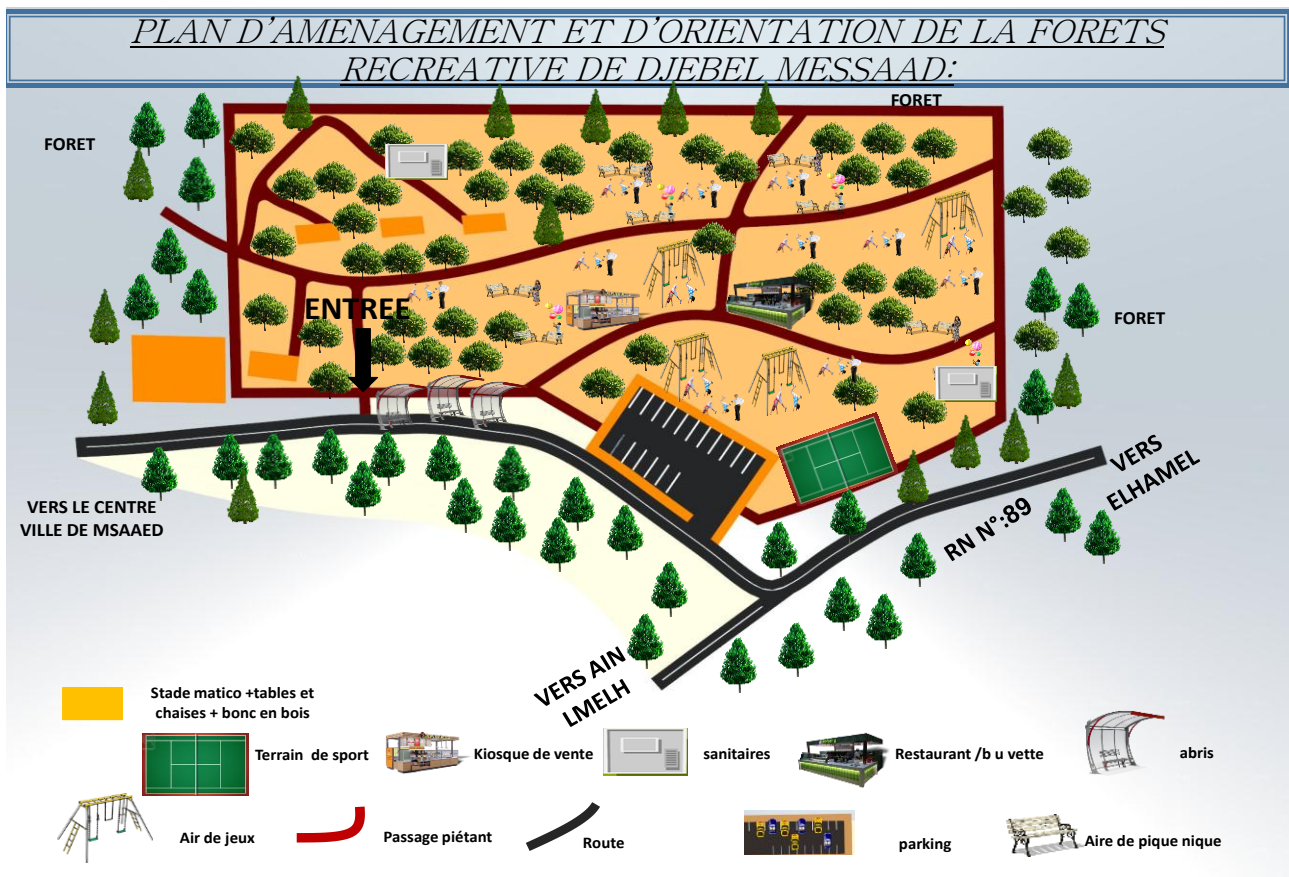 PLAN D'AMENAGEMENT ET D'ORIENTATION DE LA FORETS
RECREATIVE DE DJEBEL MESSAAD:
FORET
FORET
ENTREE
FORET
VERS LE CENTRE
VILLE DE MSAAED
VERS
ELHAMEL
RN N°:89
VERS AIN
LMELH
Stade matico +tables et
chaises + bonc en bois
Terrain de sport
Kiosque de vente
sanitaires
Restaurant /b u vette
abris
Air de jeux
Passage piétant
Route
parking
Aire de pique nique